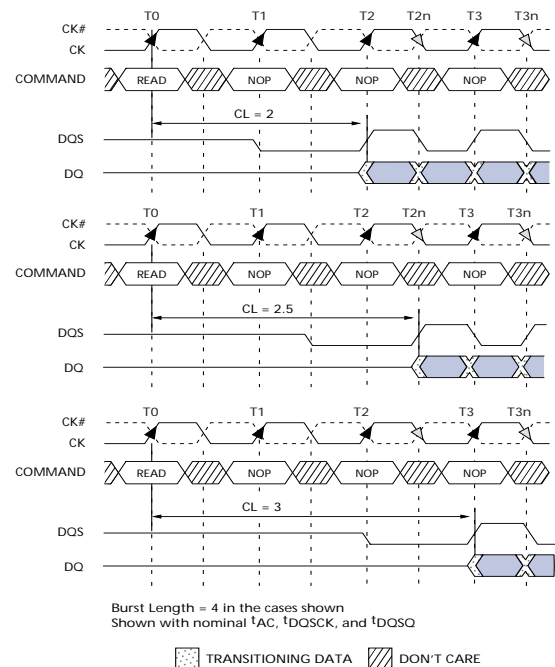 T0 T1 T2 T2n T3 T3n
CK#
CK
COMMAND READ NOP NOP NOP
CL = 2
DQS
DQ
T0 T1 T2 T2n T3 T3n
CK#
CK
COMMAND READ NOP NOP NOP
CL = 2.5
DQS
DQ
T0 T1 T2 T2n T3 T3n
CK#
CK
COMMAND READ NOP NOP NOP
CL = 3
DQS
DQ
Burst Length = 4 in the cases shown
Shown with nominal tAC, tDQSCK, and tDQSQ
TRANSITIONING DATA DON'T CARE